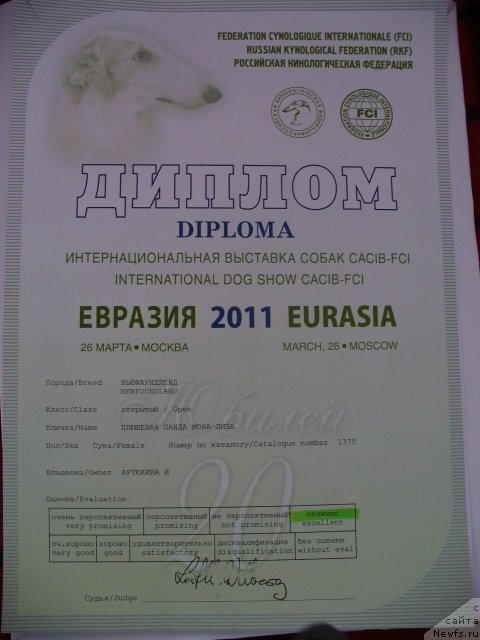 FEDERATION CYNOLOGIQUE INTERNATIONALE (FCI)
RUSSIAN KYNOLOGICAL FEDERATION (RKF)
РОССИЙСКАЯ КИНОЛОГИЧЕСКАЯ ФЕДЕРАЦИЯ
FCI
ДИПЛОМ
DIPLOMA
ИНТЕРНАЦИОНАЛЬНАЯ ВЫСТАВКА СОБАК CACIB-FCI
INTERNATIONAL DOG SHOW CACIB-FCI
ЕВРАЗИЯ 2011 EURASIA
26 МАРТА • МОСКВА MARCH, 26 • MOSCOW
Порода/Breed НЬЮФАУНДЛЕНД
NEWFOUNDLAND
Юбилей
Класс/Class открытый / Open
Кличка/Name ПЛЮШЕВАЯ ПАНДА МОНА-ЛИЗА
Пол/Sex Сука/Female Номер по каталогу/Catalogue number 1375
20
Владелец/Owner АРТЮХИНА И
Оценка/Evaluation
очень перспективный перспективный не перспективный отлично
very promising promising not promising excellent
оч.хорошо хорошо удовлетворительно дисквалификация без оценки
very good good satisfactory disqualification without eval
Судья/Judge
с
сайта
Newfs.ru